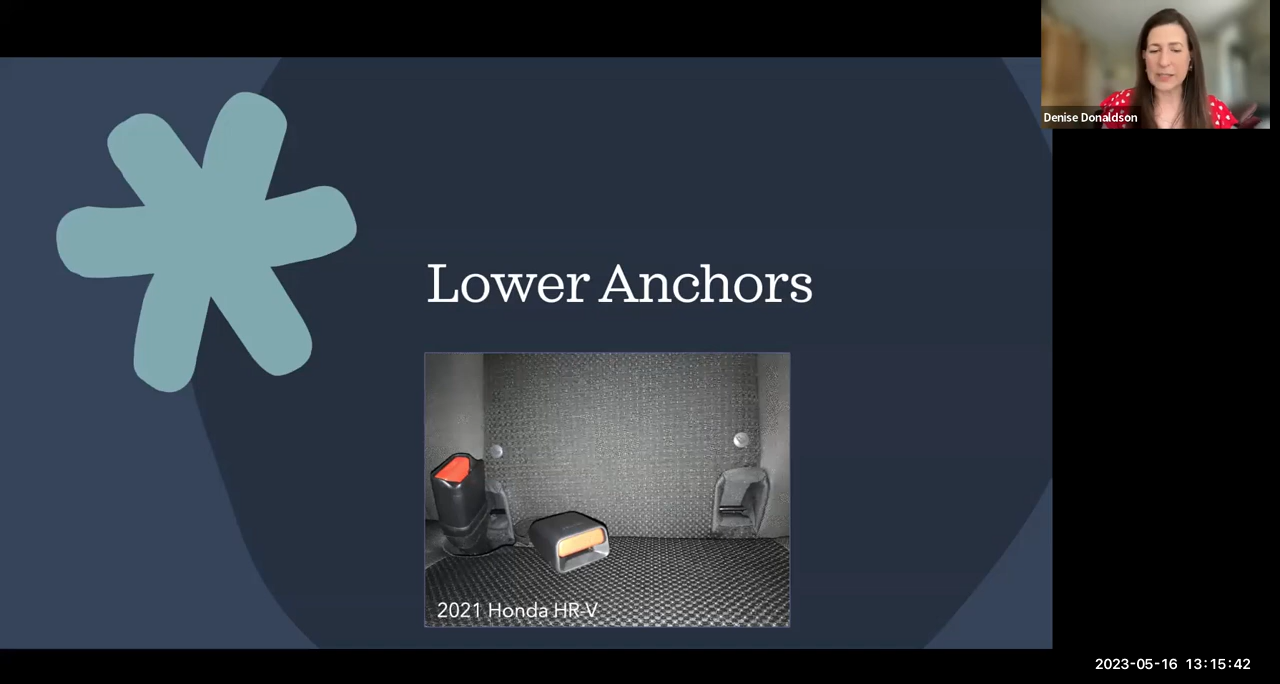 Denise Donaldson
Lower Anchors
2021 Honda HR-V
2023-05-16 13:15:42